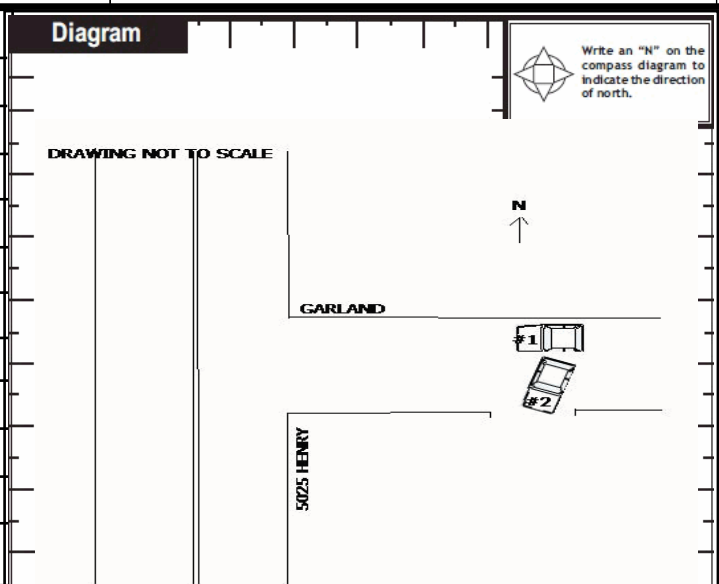 Diagram
Write an “N” on the
compass diagram to
indicate the direction
of north.
DRAWING NOT TO SCALE
N
GARLAND
#1
#2
5025 HENRY